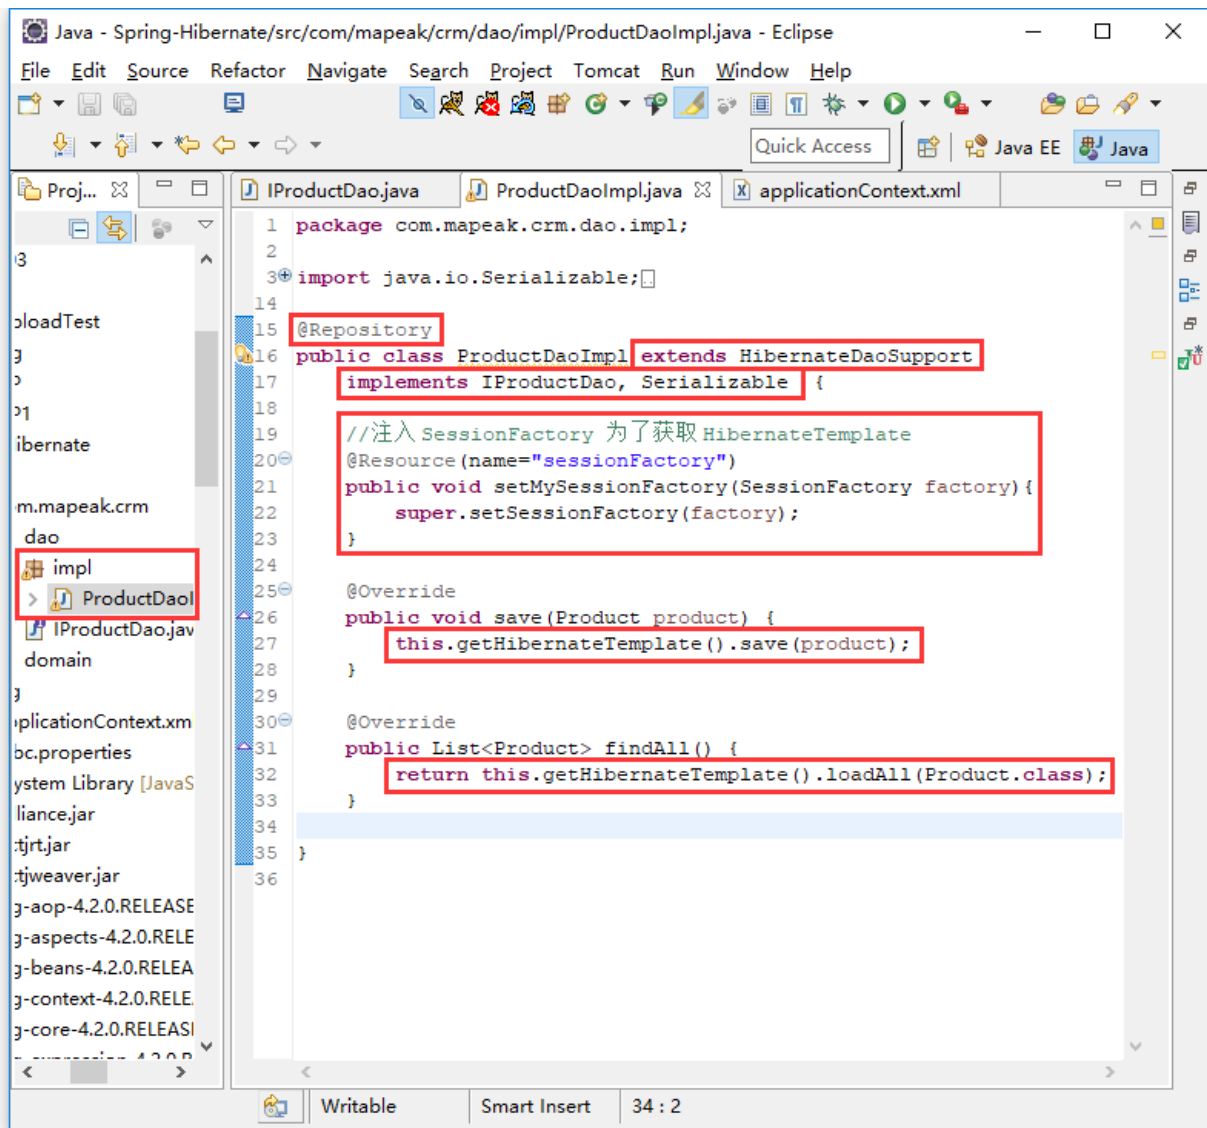 Java - Spring-Hibernate/src/com/mapeak/crm/dao/impl/ProductDaoImpl.java - Eclipse
File Edit Source Refactor Navigate Search Project Tomcat Run Window Help
Quick Access Java EE Java
Proj...
IProductDao.java ProductDaoImpl.java applicationContext.xml
03
ploadTest
g
P1
ibernate
m.mapeak.crm
dao
impl
ProductDaoI
IProductDao.jav
domain
g
plicationContext.xm
bc.properties
ystem Library [JavaS
liance.jar
tjrt.jar
tjweaver.jar
g-aop-4.2.0.RELEASE
g-aspects-4.2.0.RELE
g-beans-4.2.0.RELEA
g-context-4.2.0.RELE
g-core-4.2.0.RELEAS
1 package com.mapeak.crm.dao.impl;
2
3 import java.io.Serializable;
14
15 @Repository
16 public class ProductDaoImpl extends HibernateDaoSupport
17 implements IProductDao, Serializable {
18
19 //注入 SessionFactory 为了获取 HibernateTemplate
20 @Resource(name="sessionFactory")
21 public void setMySessionFactory(SessionFactory factory){
22 super.setSessionFactory(factory);
23 }
24
25 @Override
26 public void save(Product product) {
27 this.getHibernateTemplate().save(product);
28 }
29
30 @Override
31 public List<Product> findAll() {
32 return this.getHibernateTemplate().loadAll(Product.class);
33 }
34
35 }
36
Writable Smart Insert 34 : 2